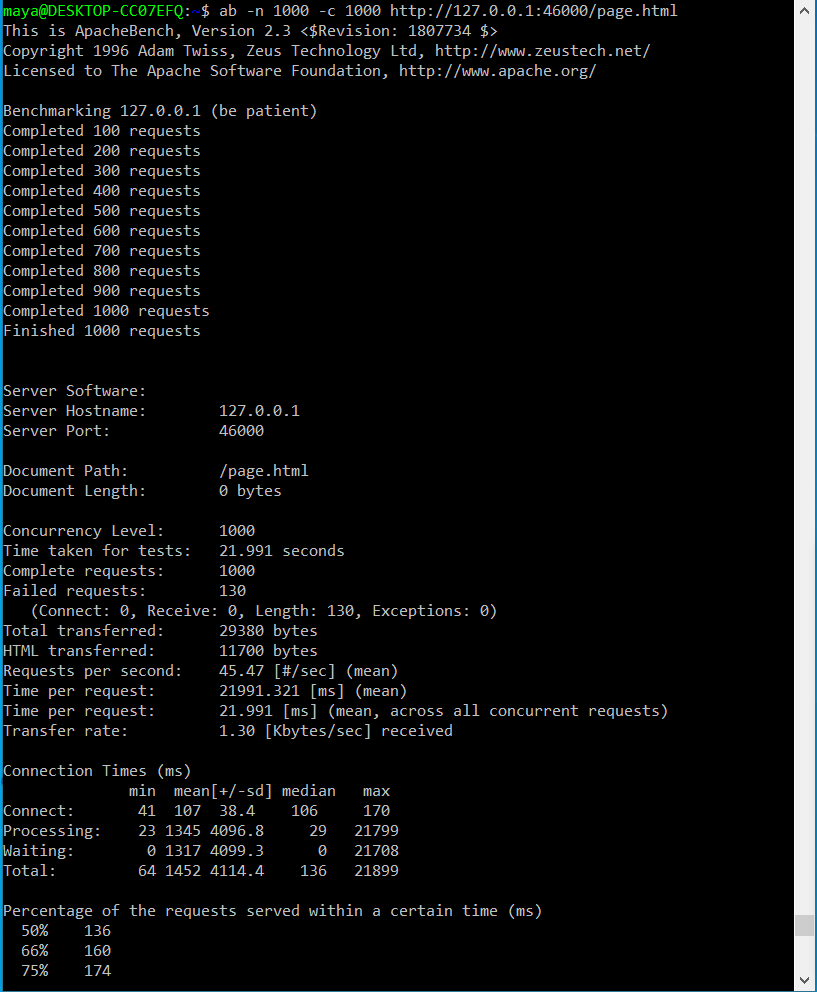 maya@DESKTOP-CC07EFQ:~$ ab -n 1000 -c 1000 http://127.0.0.1:46000/page.html
This is ApacheBench, Version 2.3 <$Revision: 1807734 $>
Copyright 1996 Adam Twiss, Zeus Technology Ltd, http://www.zeustech.net/
Licensed to The Apache Software Foundation, http://www.apache.org/

Benchmarking 127.0.0.1 (be patient)
Completed 100 requests
Completed 200 requests
Completed 300 requests
Completed 400 requests
Completed 500 requests
Completed 600 requests
Completed 700 requests
Completed 800 requests
Completed 900 requests
Completed 1000 requests
Finished 1000 requests


Server Software:
Server Hostname:        127.0.0.1
Server Port:            46000

Document Path:          /page.html
Document Length:        0 bytes

Concurrency Level:      1000
Time taken for tests:   21.991 seconds
Complete requests:      1000
Failed requests:        130
   (Connect: 0, Receive: 0, Length: 130, Exceptions: 0)
Total transferred:      29380 bytes
HTML transferred:       11700 bytes
Requests per second:    45.47 [#/sec] (mean)
Time per request:       21991.321 [ms] (mean)
Time per request:       21.991 [ms] (mean, across all concurrent requests)
Transfer rate:          1.30 [Kbytes/sec] received

Connection Times (ms)
              min  mean[+/-sd] median   max
Connect:       41  107  38.4    106     170
Processing:    23 1345 4096.8     29   21799
Waiting:        0 1317 4099.3      0   21708
Total:         64 1452 4114.4    136   21899

Percentage of the requests served within a certain time (ms)
  50%    136
  66%    160
  75%    174